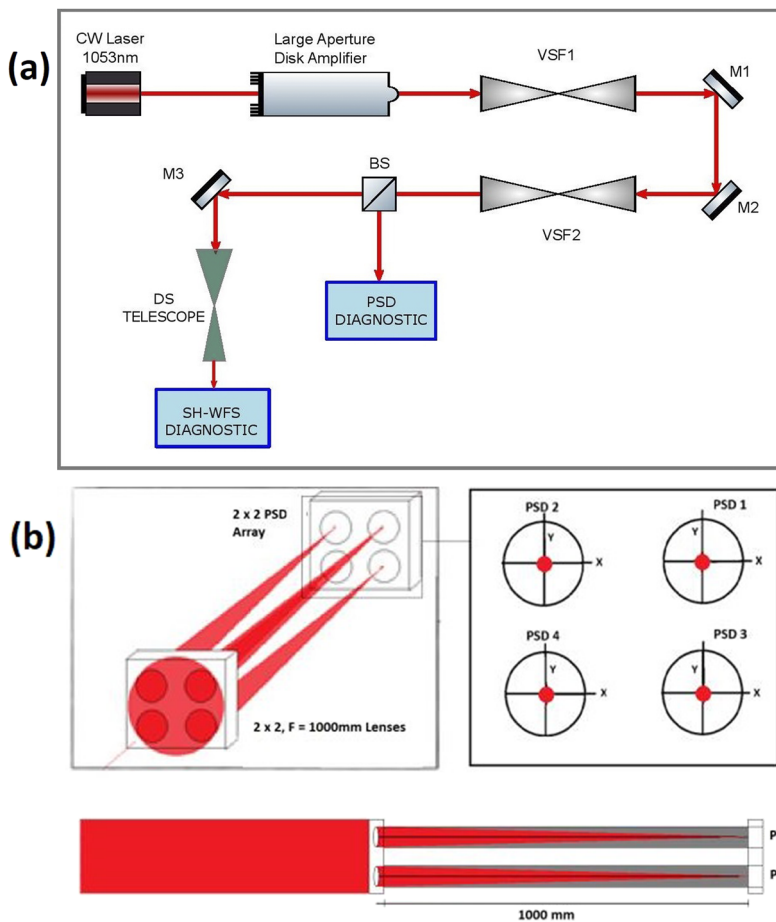 (a)
CW Laser
1053nm
Large Aperture
Disk Amplifier
VSF1
M1
M3
BS
M2
VSF2
DS
TELESCOPE
PSD
DIAGNOSTIC
SH-WFS
DIAGNOSTIC
(b)
2 x 2 PSD
Array
2 x 2, F = 1000mm Lenses
PSD 2
PSD 1
Y
X
Y
X
PSD 4
PSD 3
Y
X
Y
X
P
P
1000 mm